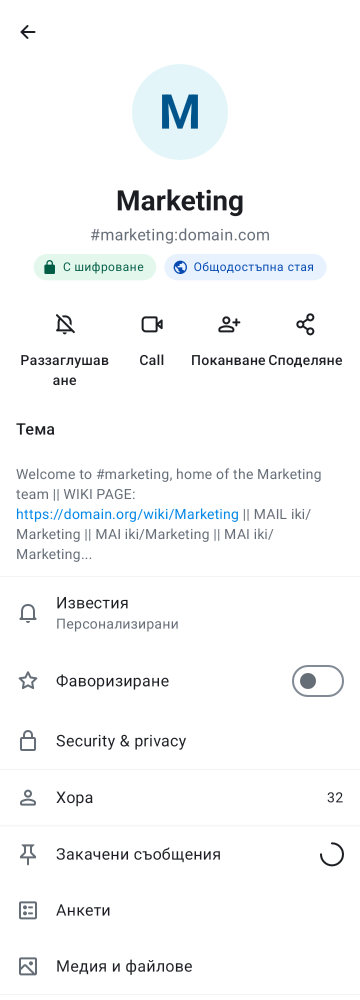 M
Marketing
#marketing:domain.com
С шифроване
Общодостъпна стая
Раззаглушав
ане
Call
Поканване
Споделяне
Тема
Welcome to #marketing, home of the Marketing
team || WIKI PAGE:
https://domain.org/wiki/Marketing || MAIL iki/
Marketing || MAI iki/Marketing || MAI iki/
Marketing...
Известия
Персонализирани
Фаворизиране
Security & privacy
Хора
32
Закачени съобщения
Анкети
Медия и файлове